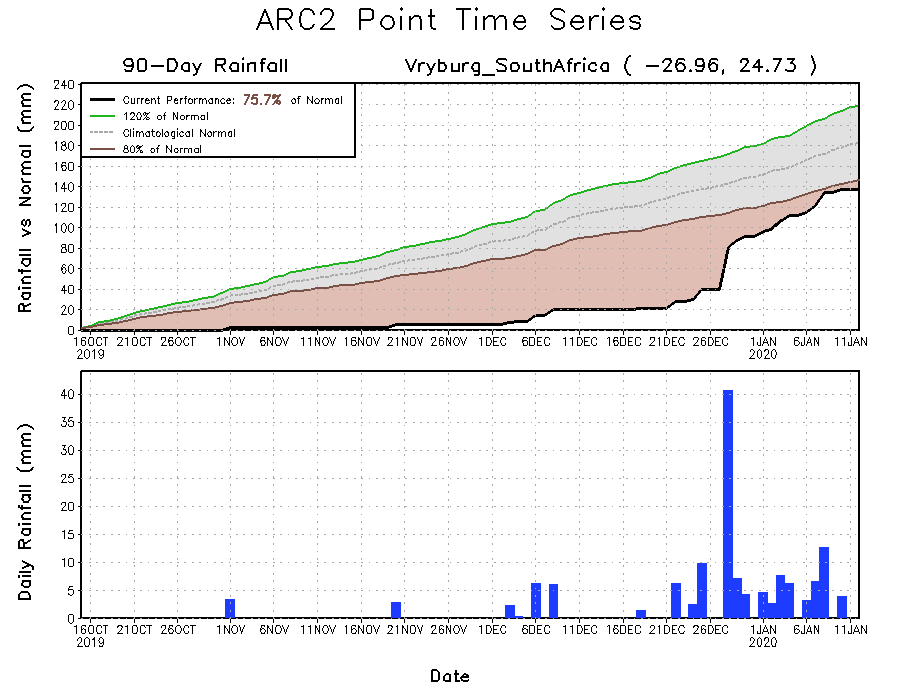 ARC2 Point Time Series
90-Day Rainfall Vryburg_SouthAfrica ( -26.96, 24.73 )
Rainfall vs Normal (mm)
240
220
200
180
160
140
120
100
80
60
40
20
0
Current Performance: 75.7% of Normal
120% of Normal
Climatological Normal
80% of Normal
16OCT 21OCT 26OCT 1NOV 6NOV 11NOV 16NOV 21NOV 26NOV 1DEC 6DEC 11DEC 16DEC 21DEC 26DEC 1JAN 6JAN 11JAN
2019 2020
Daily Rainfall (mm)
40
35
30
25
20
15
10
5
0
16OCT 21OCT 26OCT 1NOV 6NOV 11NOV 16NOV 21NOV 26NOV 1DEC 6DEC 11DEC 16DEC 21DEC 26DEC 1JAN 6JAN 11JAN
2019 2020
Date